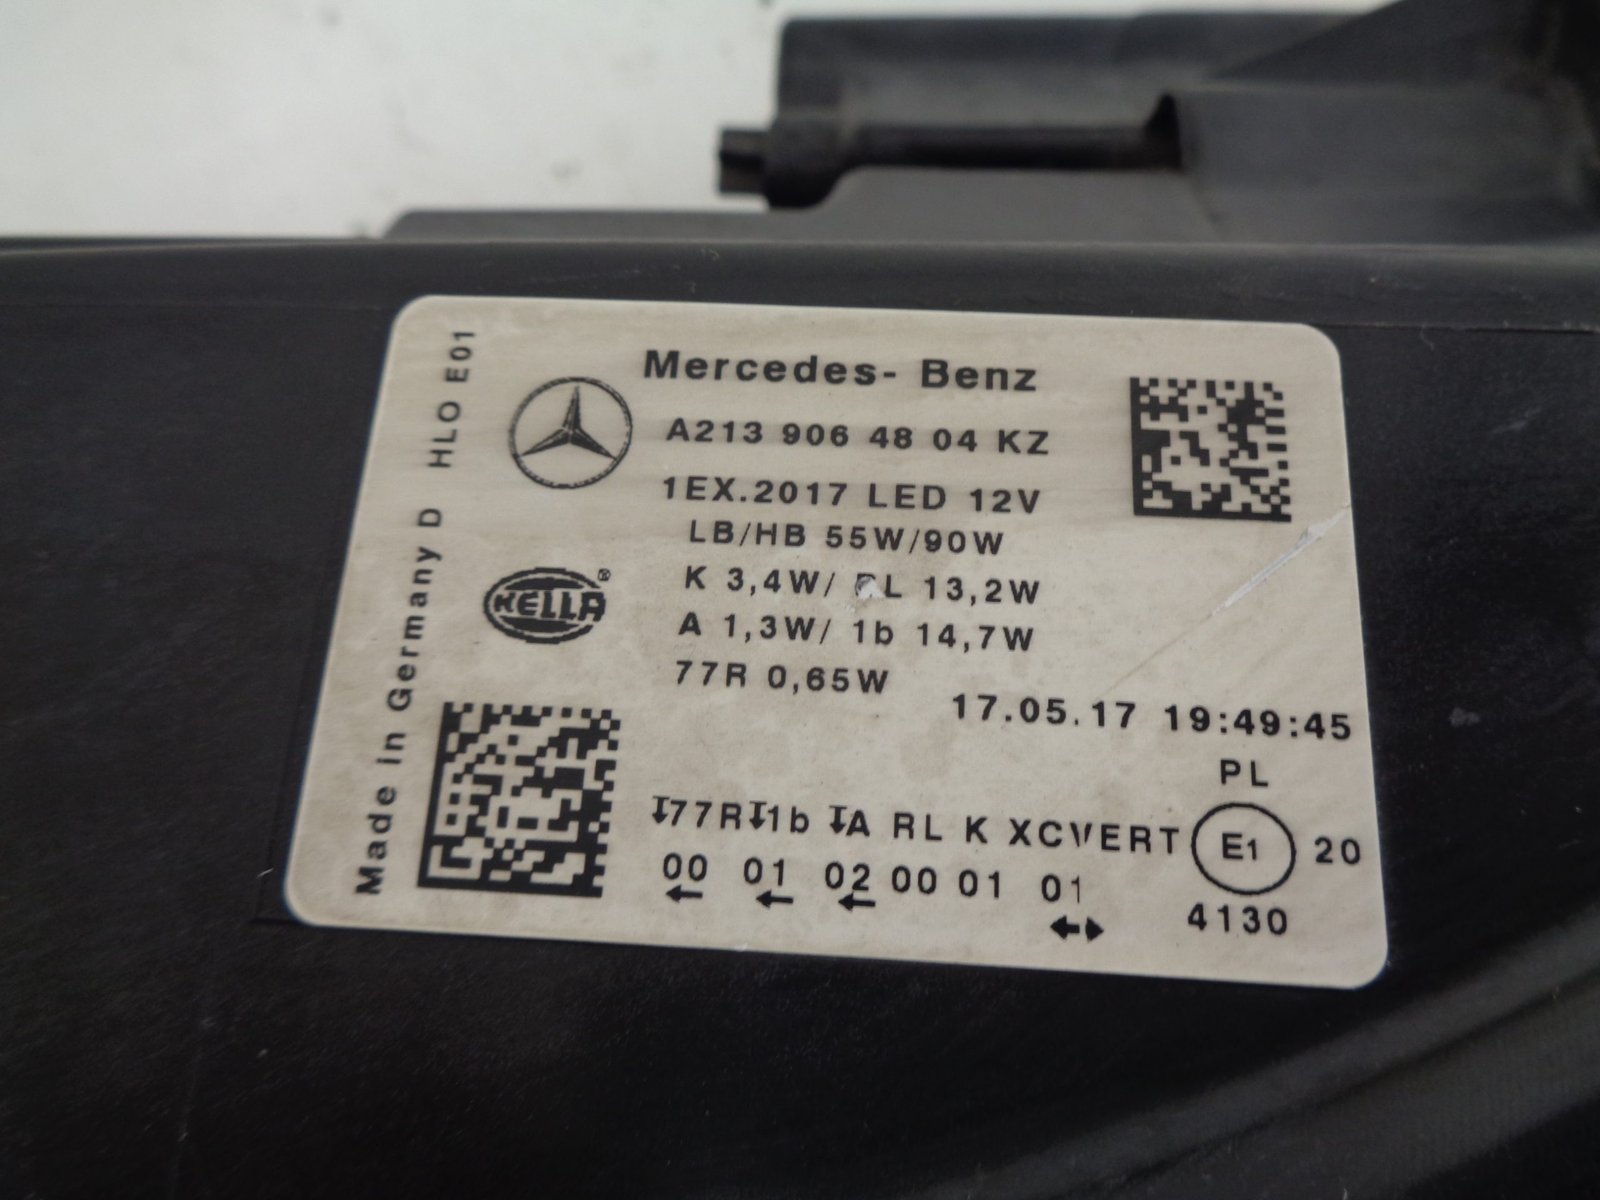 Mercedes- Benz
A213 906 48 04 KZ
1EX.2017 LED 12V
LB/HB 55W/90W
K 3,4W/ RL 13,2W
A 1,3W/ 1b 14,7W
77R 0,65W
17.05.17 19:49:45
PL
↧77R↧1b ↧A RL K XCVERT E1 20
00 01 02 00 01 01
← ← ← ↔
4130
HELLA®
Made in Germany D HLO E01